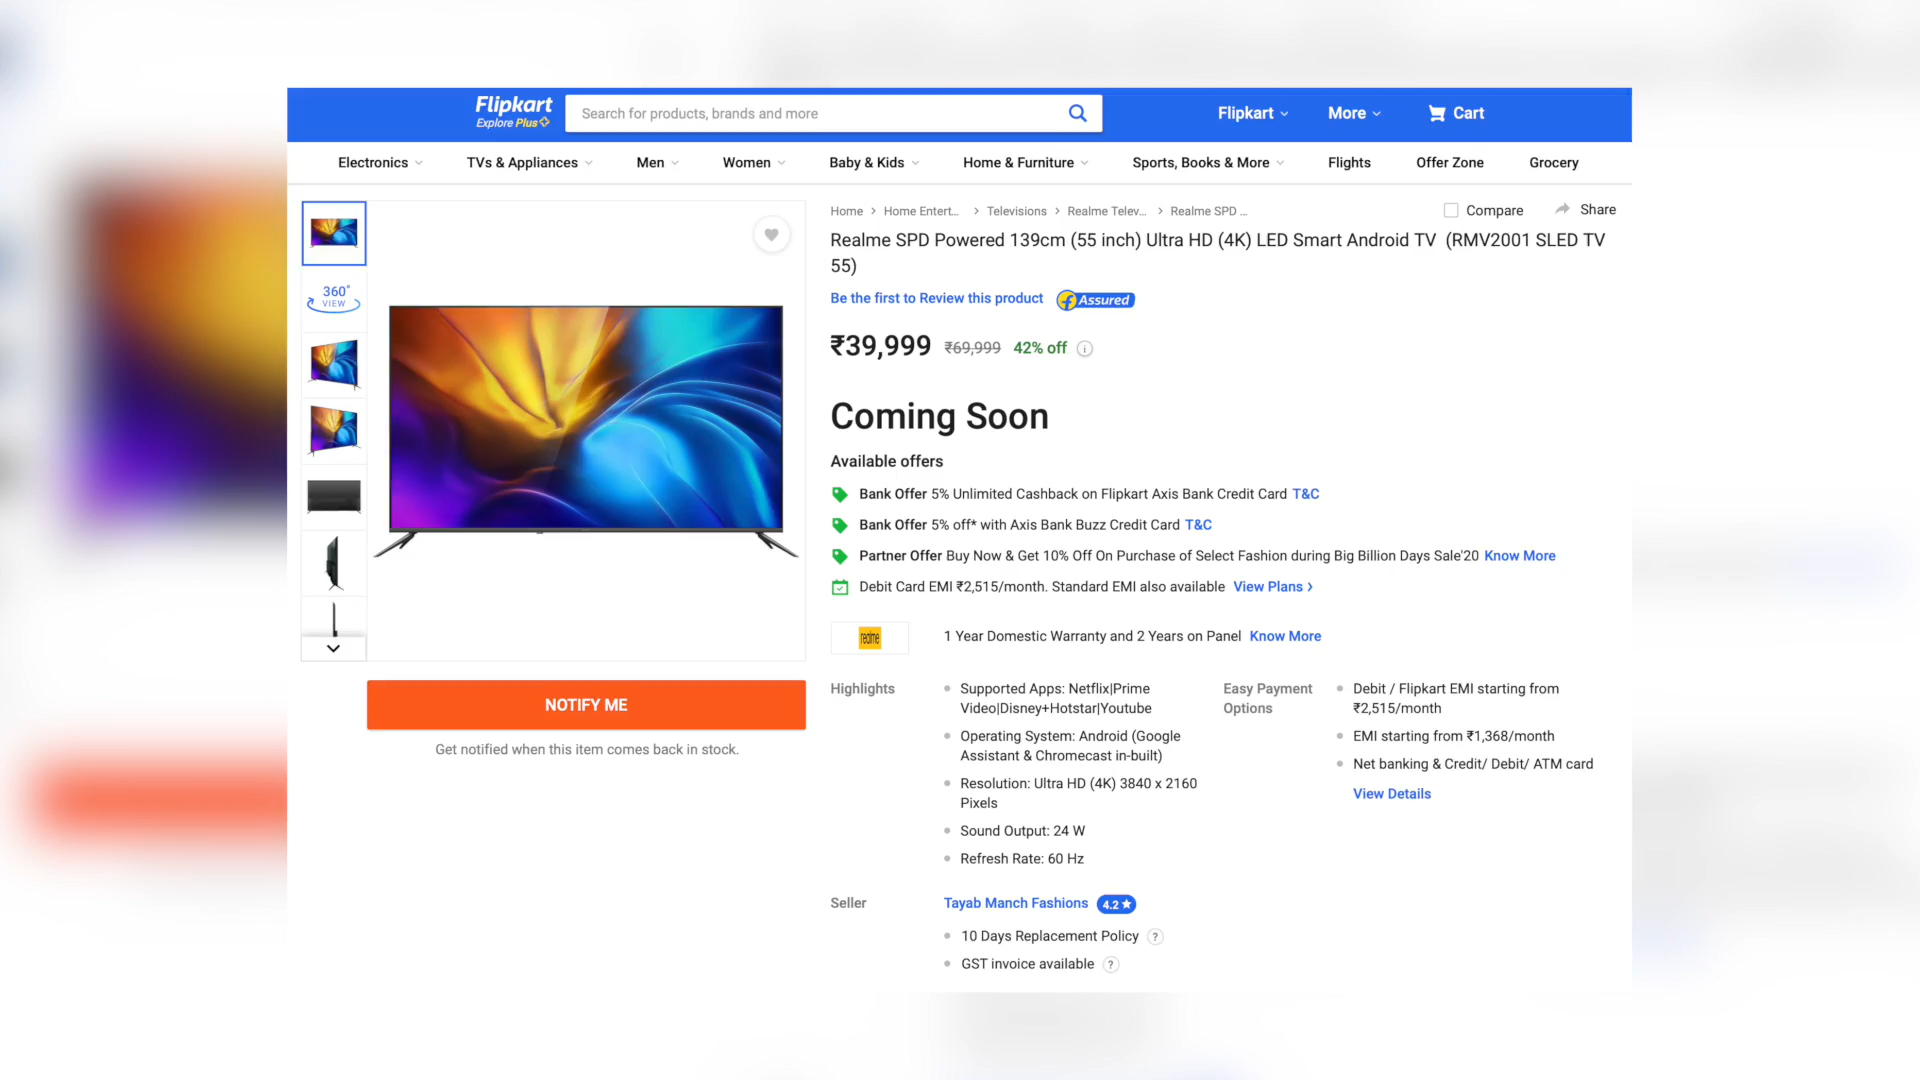 Flipkart
Explore Plus
Search for products, brands and more
Flipkart
More
Cart
Electronics
TVs & Appliances
Men
Women
Baby & Kids
Home & Furniture
Sports, Books & More
Flights
Offer Zone
Grocery
360°
VIEW
NOTIFY ME
Get notified when this item comes back in stock.
Home > Home Entert... > Televisions > Realme Telev... > Realme SPD ...
Compare
Share
Realme SPD Powered 139cm (55 inch) Ultra HD (4K) LED Smart Android TV (RMV2001 SLED TV
55)
Be the first to Review this product
f Assured
₹39,999 ₹69,999 42% off
Coming Soon
Available offers
Bank Offer 5% Unlimited Cashback on Flipkart Axis Bank Credit Card T&C
Bank Offer 5% off* with Axis Bank Buzz Credit Card T&C
Partner Offer Buy Now & Get 10% Off On Purchase of Select Fashion during Big Billion Days Sale'20 Know More
Debit Card EMI ₹2,515/month. Standard EMI also available View Plans >
realme
1 Year Domestic Warranty and 2 Years on Panel Know More
Highlights
Supported Apps: Netflix|Prime
Video|Disney+Hotstar|Youtube
Operating System: Android (Google
Assistant & Chromecast in-built)
Resolution: Ultra HD (4K) 3840 x 2160
Pixels
Sound Output: 24 W
Refresh Rate: 60 Hz
Easy Payment
Options
Debit / Flipkart EMI starting from
₹2,515/month
EMI starting from ₹1,368/month
Net banking & Credit/ Debit/ ATM card
View Details
Seller
Tayab Manch Fashions 4.2 ★
10 Days Replacement Policy ?
GST invoice available ?